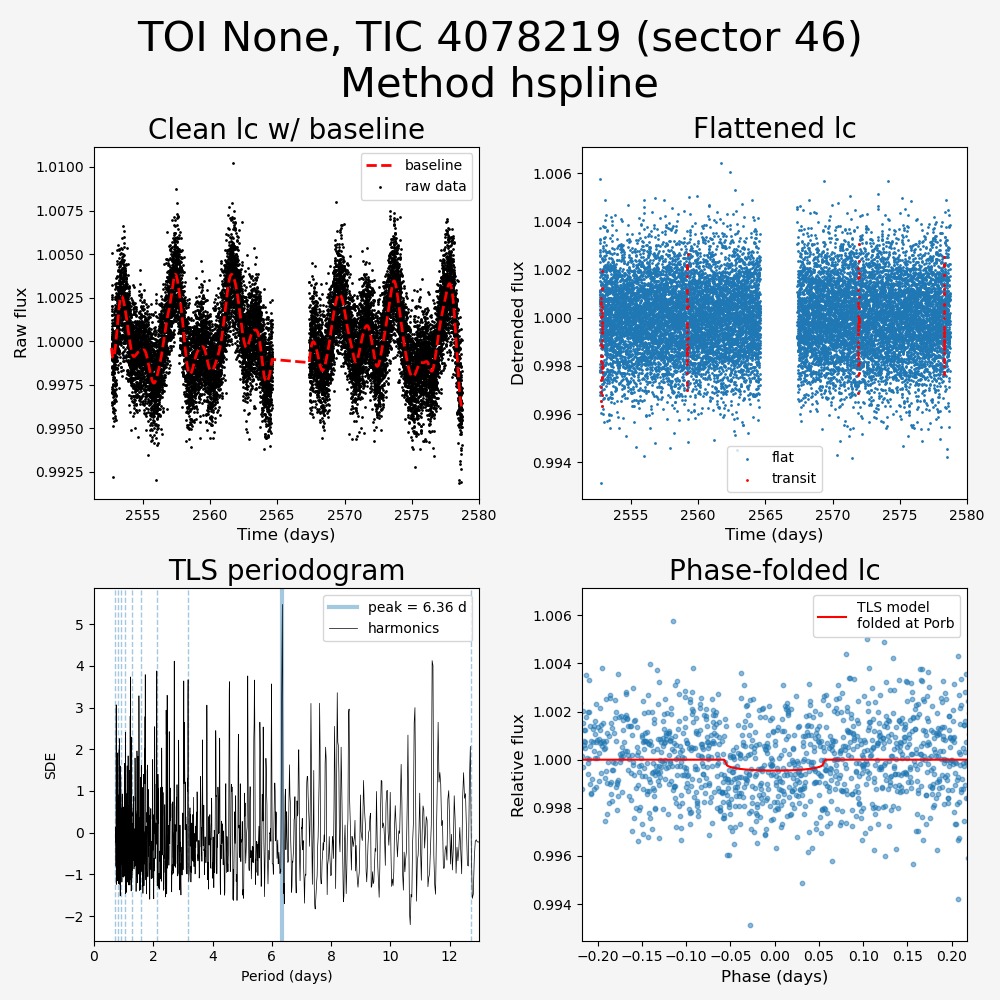 TOI None, TIC 4078219 (sector 46)
Method hspline
Clean lc w/ baseline
Raw flux
1.0100
1.0075
1.0050
1.0025
1.0000
0.9975
0.9950
0.9925
baseline
raw data
2555
2560
2565
2570
2575
2580
Time (days)
Flattened lc
Detrended flux
1.006
1.004
1.002
1.000
0.998
0.996
0.994
flat
transit
2555
2560
2565
2570
2575
2580
Time (days)
TLS periodogram
SDE
5
4
3
2
1
0
−1
−2
peak = 6.36 d
harmonics
0
2
4
6
8
10
12
Period (days)
Phase-folded lc
Relative flux
1.006
1.004
1.002
1.000
0.998
0.996
0.994
TLS model
folded at Porb
−0.20
−0.15
−0.10
−0.05
0.00
0.05
0.10
0.15
0.20
Phase (days)